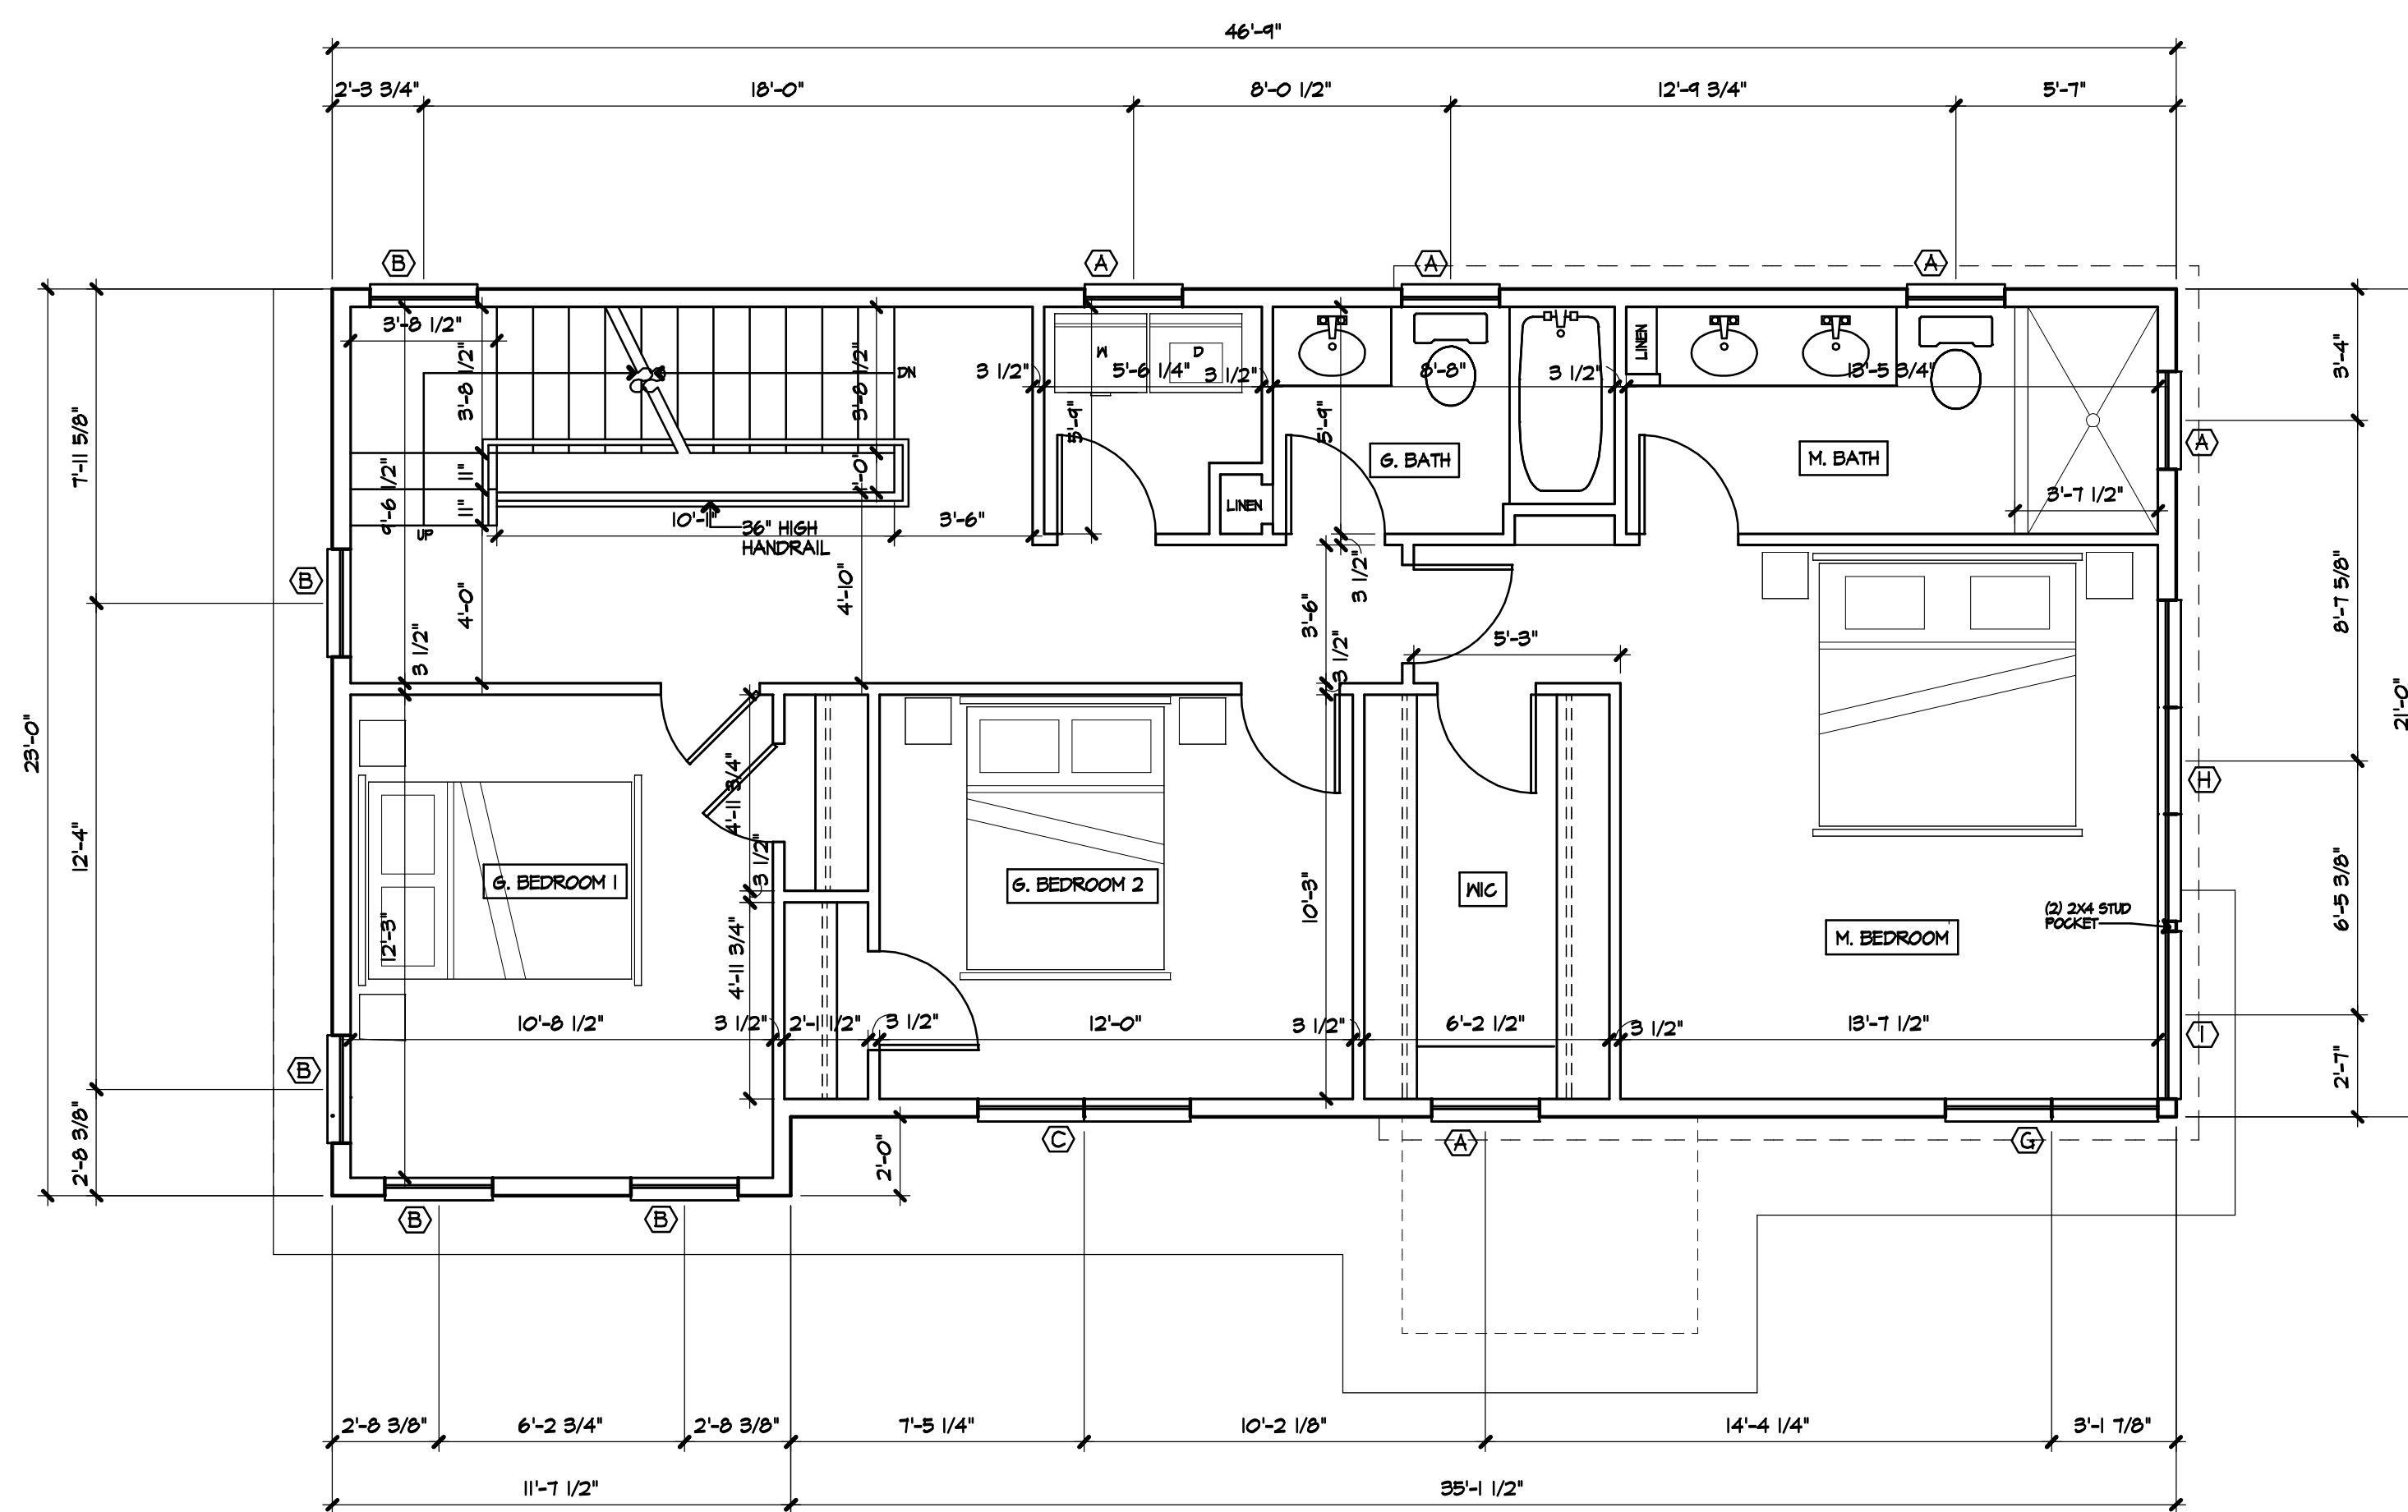 46'-9"
2'-3 3/4"
18'-0"
8'-0 1/2"
12'-9 3/4"
5'-7"
B
A
A
A
3'-8 1/2"
3'-8 1/2"
3'-8 1/2"
DN
3 1/2"
W
D
5'-6 1/4"
3 1/2"
8'-8"
3 1/2"
LINEN
13'-5 3/4"
3'-4"
7'-11 5/8"
9'-6 1/2"
11"
11"
1'-0"
5'-9"
5'-9"
G. BATH
M. BATH
A
LINEN
3'-7 1/2"
UP
10'-1"
36" HIGH
HANDRAIL
3'-6"
B
4'-0"
4'-10"
3 1/2"
3'-6"
3 1/2"
3 1/2"
5'-3"
8'-7 5/8"
23'-0"
21'-0"
4'-11 3/4"
H
12'-4"
3 1/2"
G. BEDROOM 1
G. BEDROOM 2
10'-3"
WIC
6'-5 3/8"
(2) 2X4 STUD
POCKET
M. BEDROOM
12'-3"
4'-11 3/4"
10'-8 1/2"
3 1/2"
2'-1 1/2"
3 1/2"
12'-0"
3 1/2"
6'-2 1/2"
3 1/2"
13'-7 1/2"
I
B
2'-7"
2'-8 3/8"
2'-0"
C
A
G
B
B
2'-8 3/8"
6'-2 3/4"
2'-8 3/8"
7'-5 1/4"
10'-2 1/8"
14'-4 1/4"
3'-1 7/8"
11'-7 1/2"
35'-1 1/2"